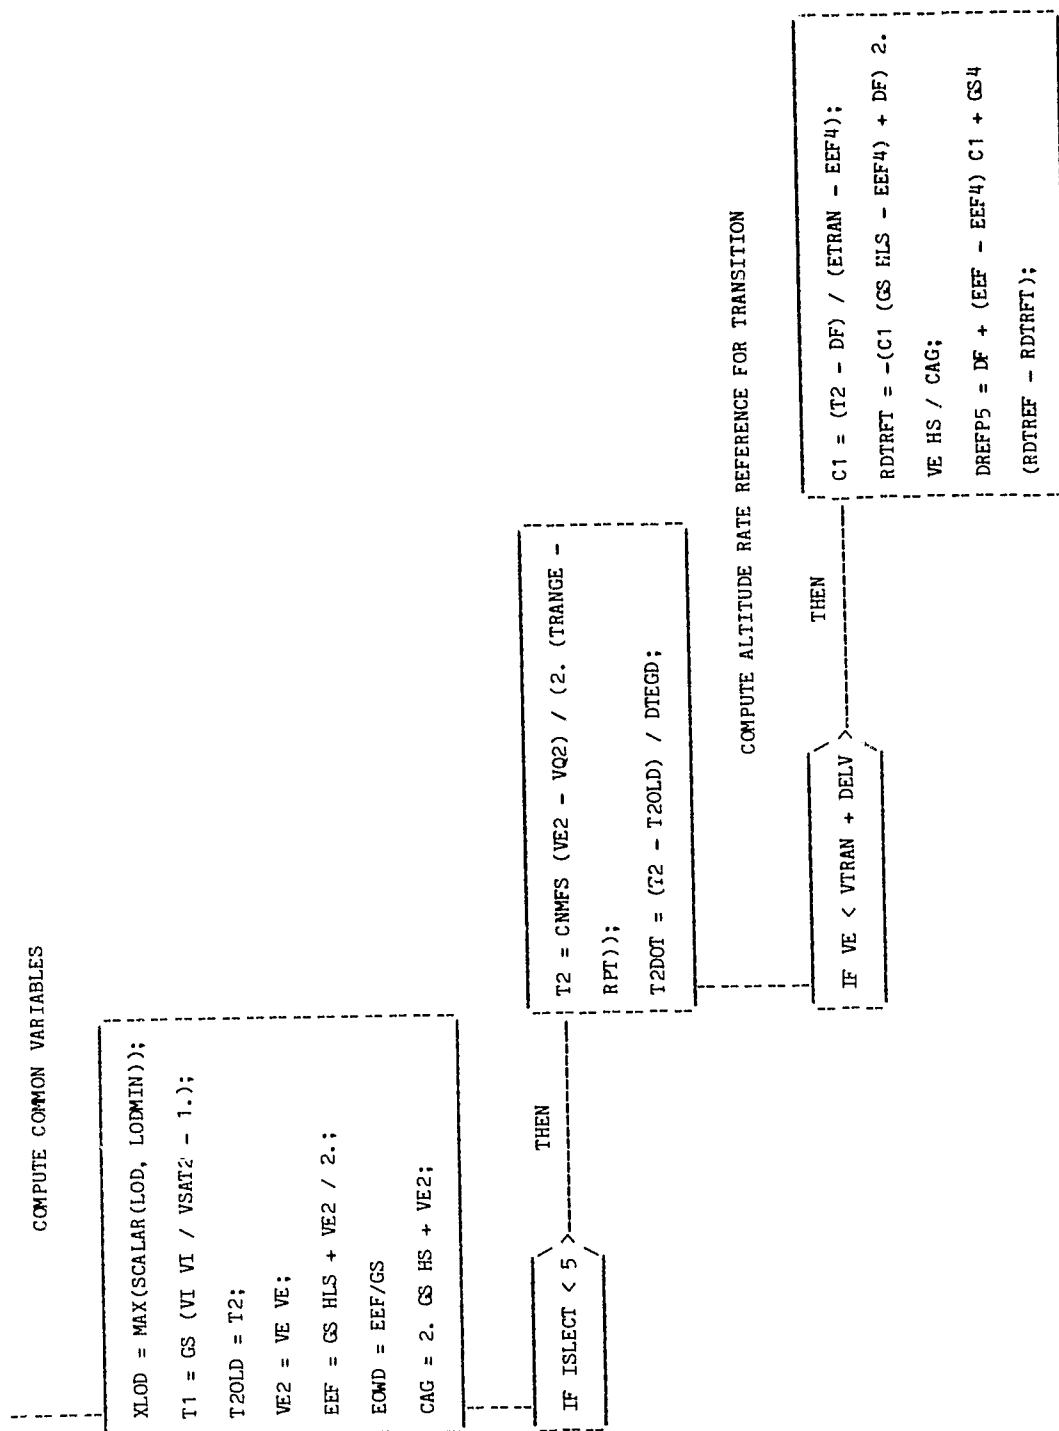 COMPUTE COMMON VARIABLES
XLOD = MAX(SCALAR(LOD, LODMIN));
T1 = GS (VI VI / VSAT2 - 1.);
T2OLD = T2;
VE2 = VE VE;
EEF = GS HLS + VE2 / 2.;
EOWD = EEF/GS
CAG = 2. GS HS + VE2;
IF ISLECT < 5
THEN
T2 = CNMFS (VE2 - VQ2) / (2. (TRANGE -
RPT));
T2DOT = (T2 - T2OLD) / DTEGD;
COMPUTE ALTITUDE RATE REFERENCE FOR TRANSITION
IF VE < VTRAN + DELV
THEN
C1 = (T2 - DF) / (ETRAN - EEF4);
RDTRFT = -(C1 (GS HLS - EEF4) + DF) 2.
VE HS / CAG;
DREFP5 = DF + (EEF - EEF4) C1 + GS4
(RDTREF - RDTRFT);